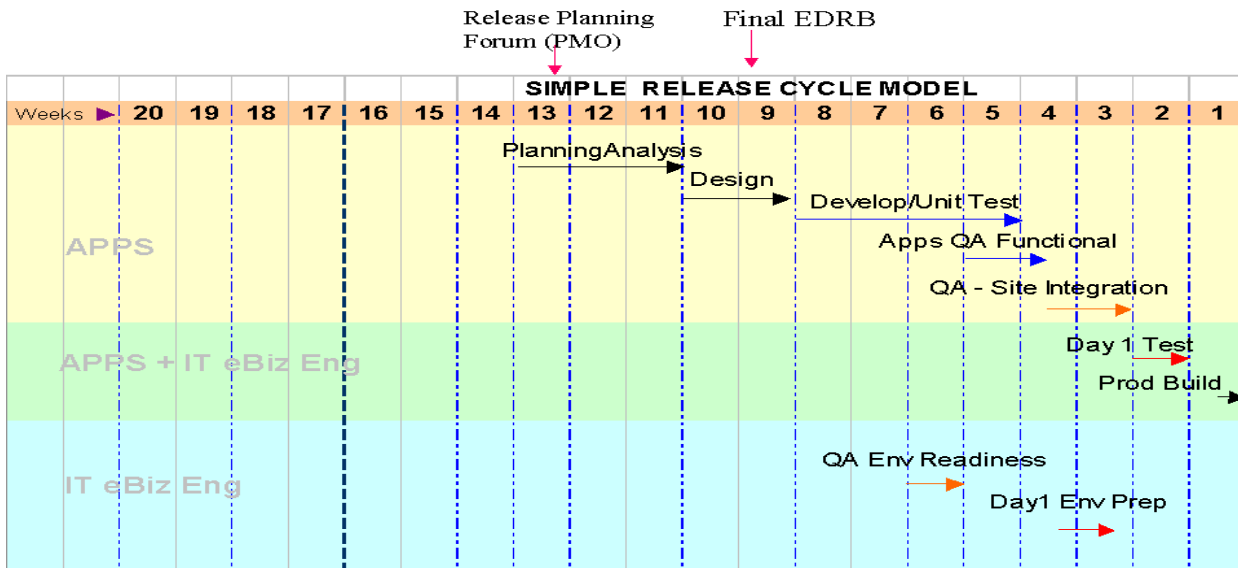 Release Planning
Forum (PMO)
Final EDRB
SIMPLE RELEASE CYCLE MODEL
Weeks 20 19 18 17 16 15 14 13 12 11 10 9 8 7 6 5 4 3 2 1
PlanningAnalysis
Design
Develop/Unit Test
APPS
Apps QA Functional
QA - Site Integration
APPS + IT eBiz Eng
Day 1 Test
Prod Build
QA Env Readiness
IT eBiz Eng
Day1 Env Prep